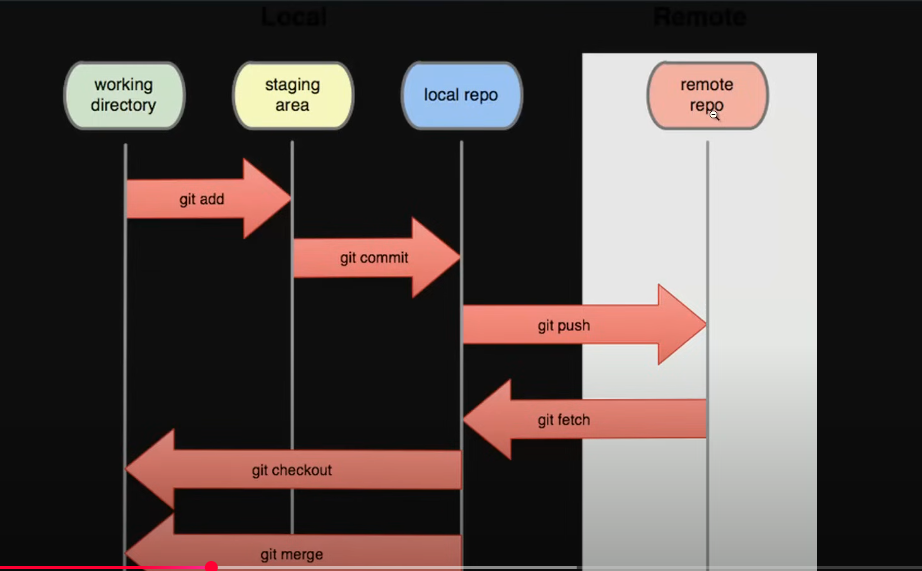 Local
Remote
working
directory
staging
area
local repo
remote
repo
git add
git commit
git push
git fetch
git checkout
git merge